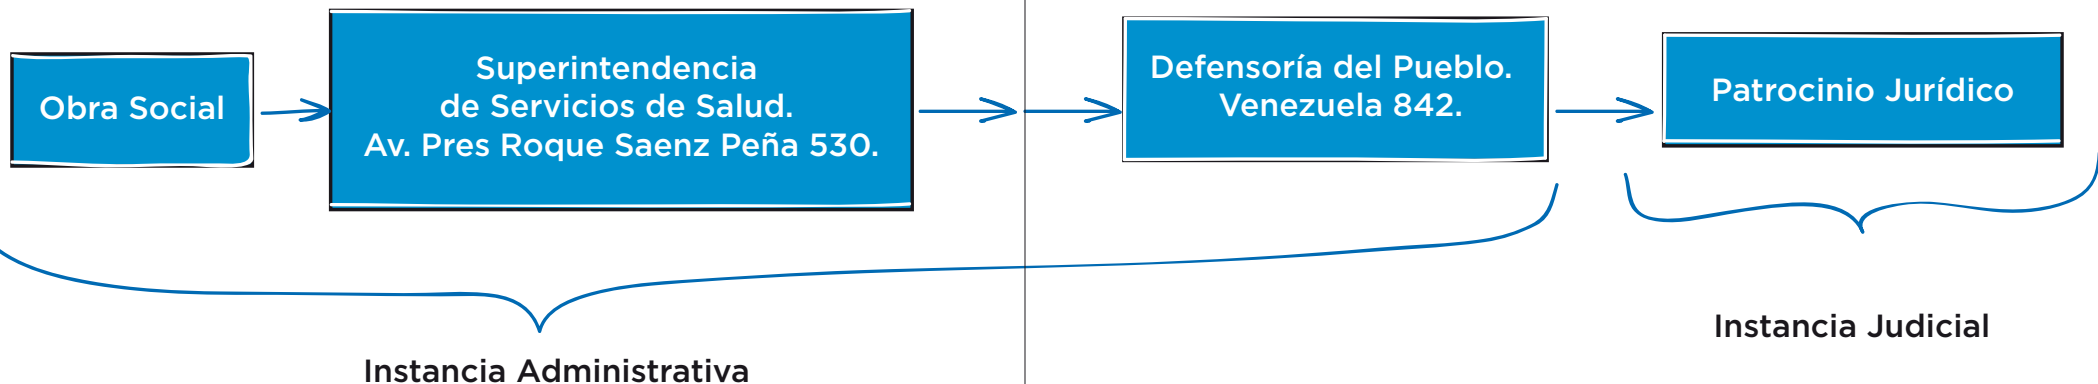 Obra Social
Superintendencia
de Servicios de Salud.
Av. Pres Roque Saenz Peña 530.
Defensoría del Pueblo.
Venezuela 842.
Patrocinio Jurídico
Instancia Administrativa
Instancia Judicial